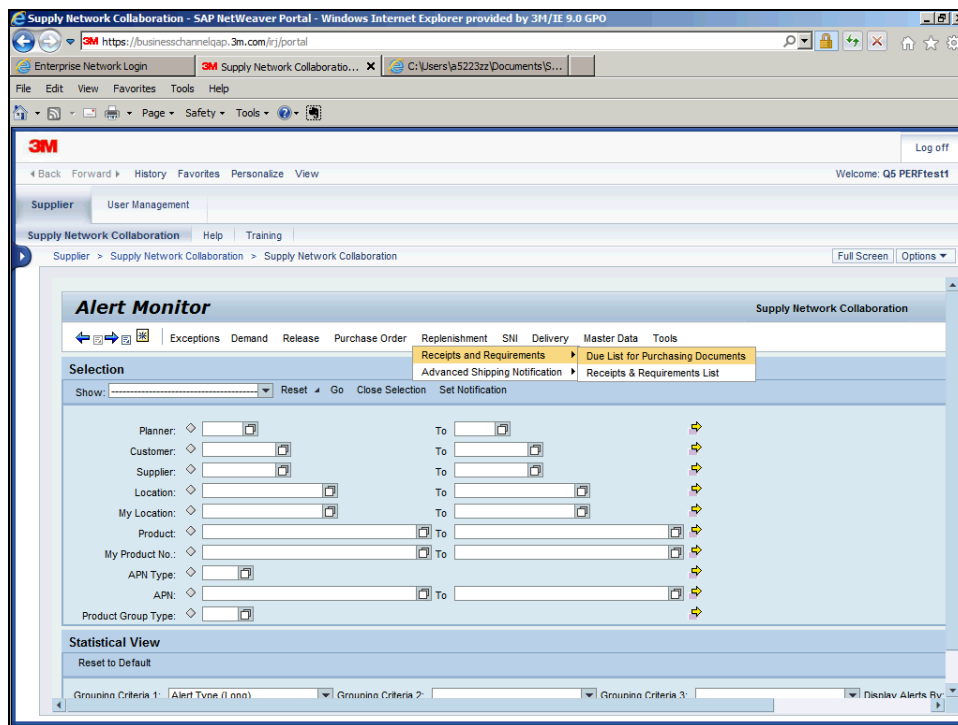 Supply Network Collaboration - SAP NetWeaver Portal - Windows Internet Explorer provided by 3M/IE 9.0 GPO
3M https://businesschannelqap.3m.com/irj/portal
Enterprise Network Login 3M Supply Network Collaboratio... X C:\Users\a5223zz\Documents\S...
File Edit View Favorites Tools Help
Page Safety Tools
3M
Log off
Back Forward History Favorites Personalize View Welcome: Q5 PERFtest1
Supplier User Management
Supply Network Collaboration Help Training
Supplier > Supply Network Collaboration > Supply Network Collaboration Full Screen Options
Alert Monitor Supply Network Collaboration
Exceptions Demand Release Purchase Order Replenishment SNI Delivery Master Data Tools
Receipts and Requirements Due List for Purchasing Documents
Advanced Shipping Notification Receipts & Requirements List
Selection
Show: ---------------------------------------- Reset Go Close Selection Set Notification
Planner: To
Customer: To
Supplier: To
Location: To
My Location: To
Product: To
My Product No.: To
APN Type:
APN: To
Product Group Type:
Statistical View
Reset to Default
Grouping Criteria 1: Alert Type (Long) Grouping Criteria 2: Grouping Criteria 3: Display Alerts By: